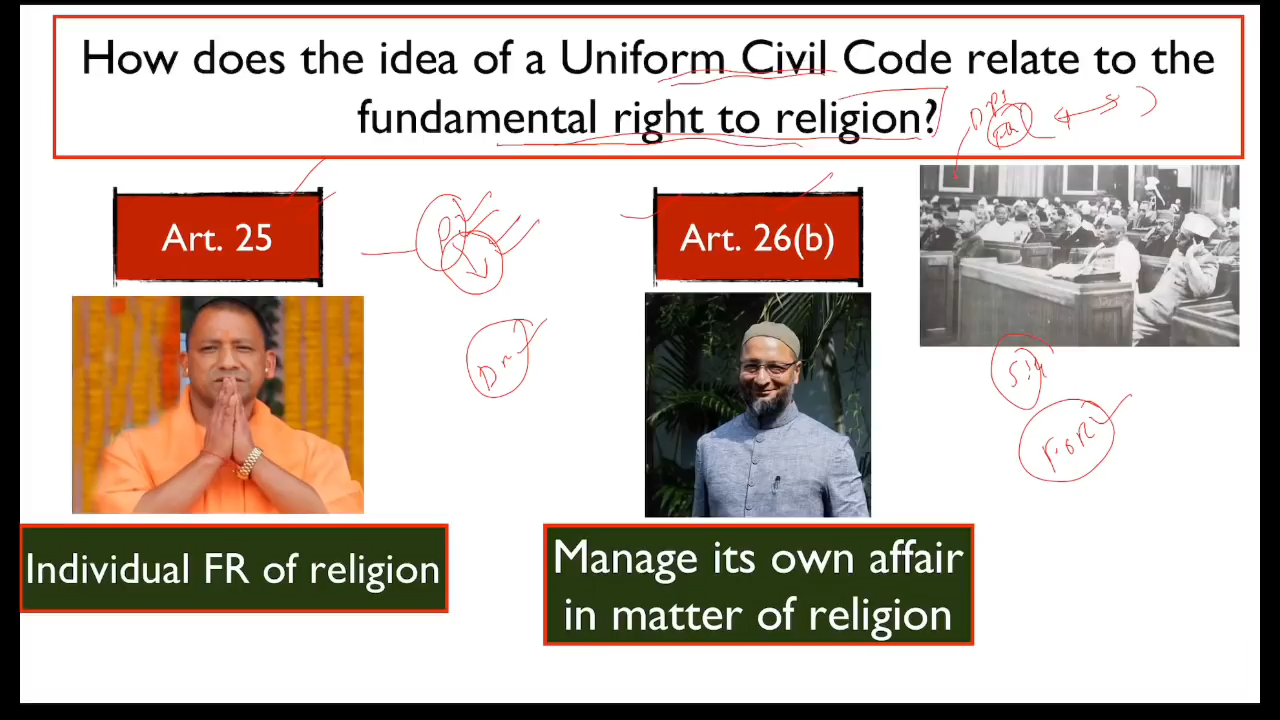 How does the idea of a Uniform Civil Code relate to the
fundamental right to religion?
Art. 25
Art. 26(b)
Individual FR of religion
Manage its own affair
in matter of religion